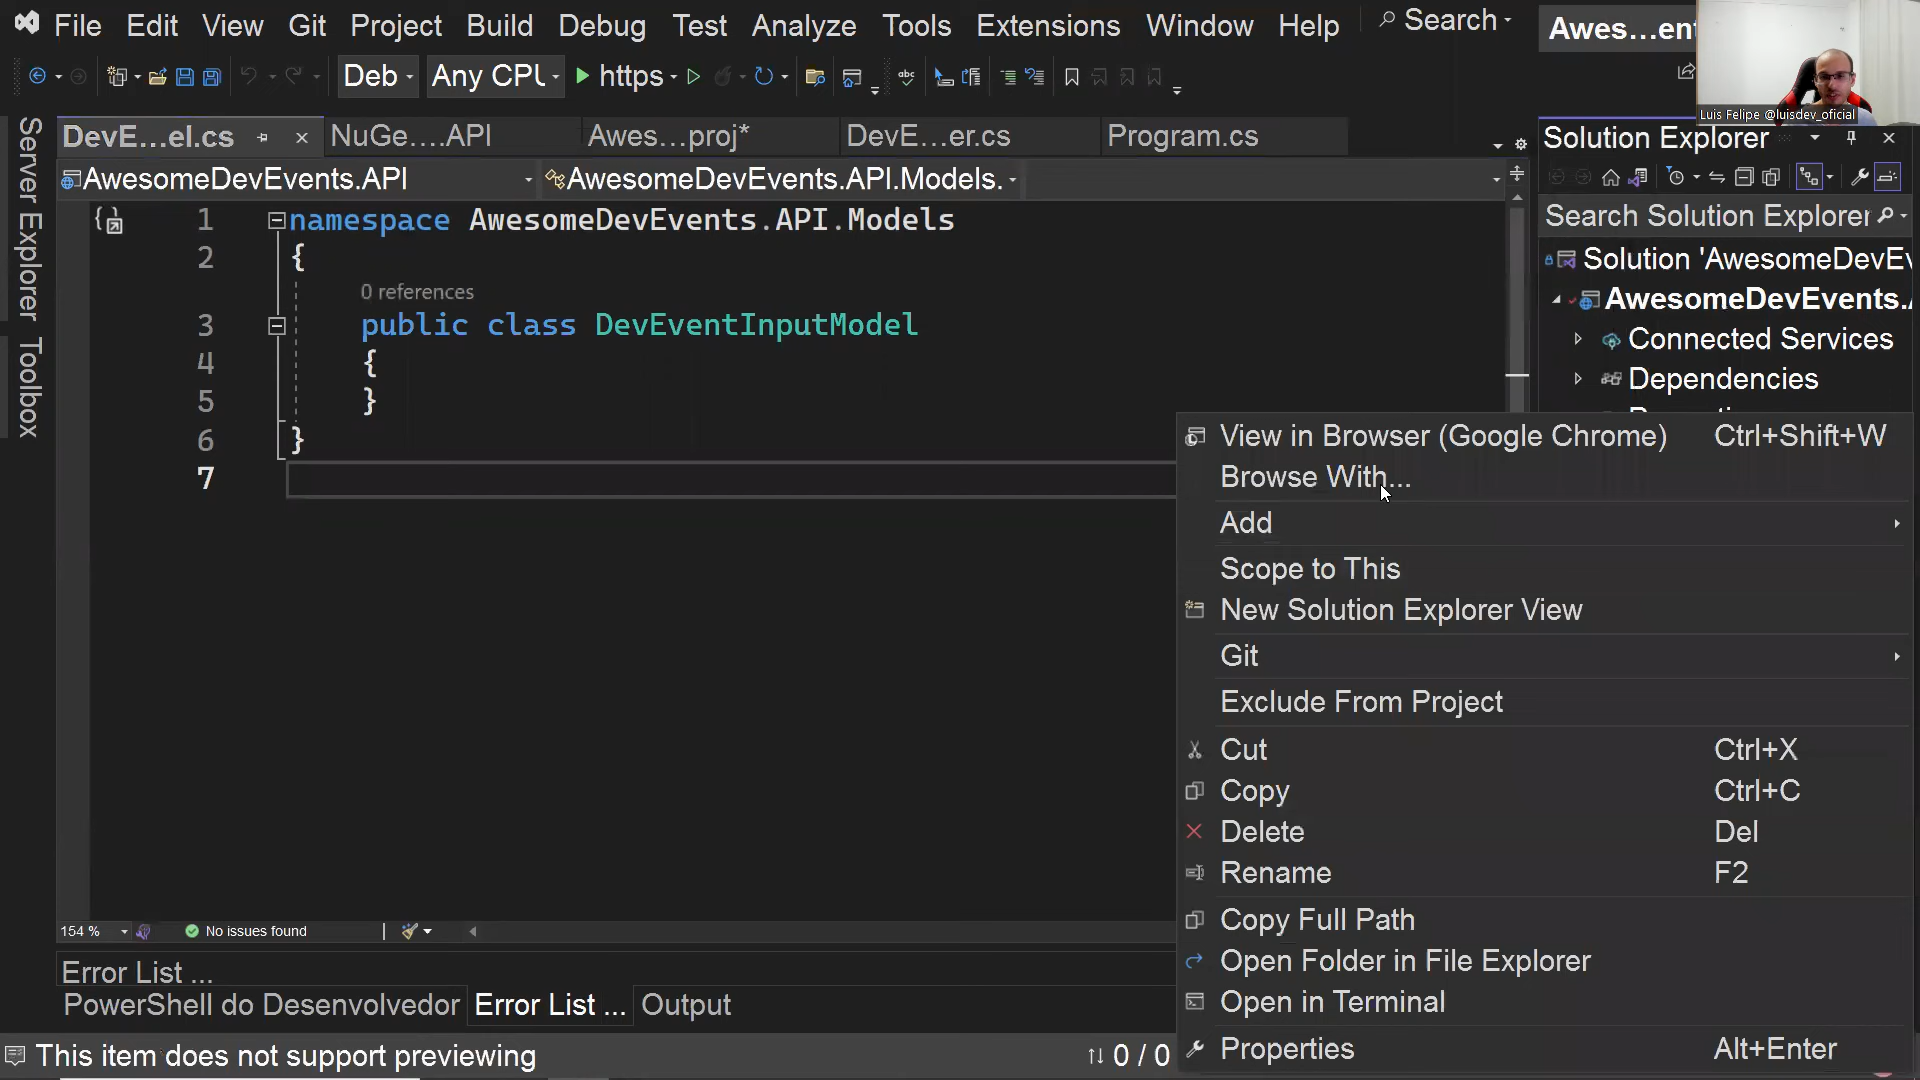 File Edit View Git Project Build Debug Test Analyze Tools Extensions Window Help Search
Awes...ent
Deb Any CPU https
Luis Felipe @luisdev_oficial
DevE...el.cs NuGe....API Awes....proj* DevE...er.cs Program.cs
Solution Explorer
AwesomeDevEvents.API AwesomeDevEvents.API.Models.
Search Solution Explorer
Server Explorer
Toolbox
1 namespace AwesomeDevEvents.API.Models
2 {
0 references
3 public class DevEventInputModel
4 {
5 }
6 }
7
Solution 'AwesomeDevEv
AwesomeDevEvents.
Connected Services
Dependencies
View in Browser (Google Chrome) Ctrl+Shift+W
Browse With...
Add
Scope to This
New Solution Explorer View
Git
Exclude From Project
Cut Ctrl+X
Copy Ctrl+C
Delete Del
Rename F2
Copy Full Path
Open Folder in File Explorer
Open in Terminal
Properties Alt+Enter
154 % No issues found
Error List ...
PowerShell do Desenvolvedor Error List ... Output
This item does not support previewing 0 / 0